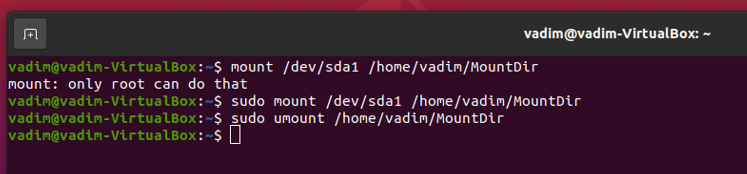 vadim@vadim-VirtualBox: ~
vadim@vadim-VirtualBox:~$ mount /dev/sda1 /home/vadim/MountDir
mount: only root can do that
vadim@vadim-VirtualBox:~$ sudo mount /dev/sda1 /home/vadim/MountDir
vadim@vadim-VirtualBox:~$ sudo umount /home/vadim/MountDir
vadim@vadim-VirtualBox:~$